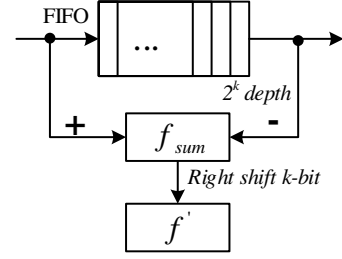 FIFO
...
2^k depth
+
-
f_sum
Right shift k-bit
f'